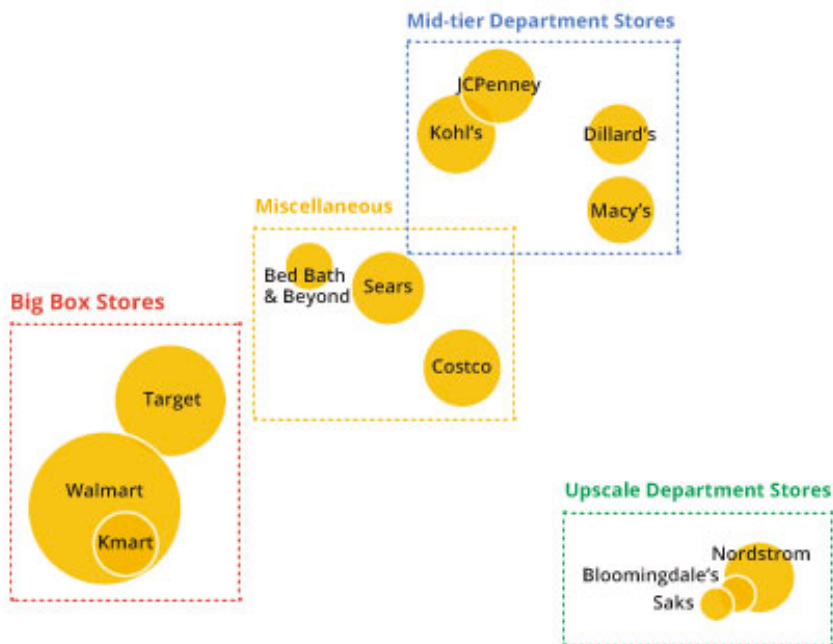 Mid-tier Department Stores
JCPenney
Kohl's
Dillard's
Macy's
Miscellaneous
Bed Bath
& Beyond
Sears
Costco
Big Box Stores
Target
Walmart
Kmart
Upscale Department Stores
Nordstrom
Bloomingdale's
Saks